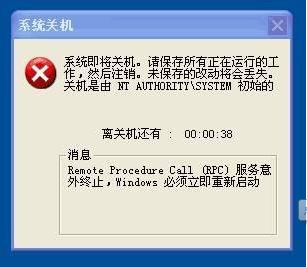 系统关机
系统即将关机。请保存所有正在运行的工
作，然后注销。未保存的改动将会丢失。
关机是由 NT AUTHORITY\SYSTEM 初始的
离关机还有 : 00:00:38
消息
Remote Procedure Call (RPC) 服务意
外终止，Windows 必须立即重新启动